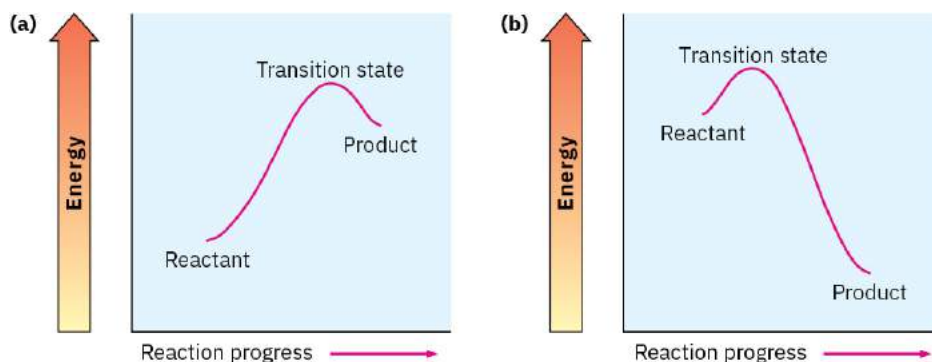 (a)
Energy
Transition state
Product
Reactant
Reaction progress
(b)
Energy
Transition state
Reactant
Product
Reaction progress